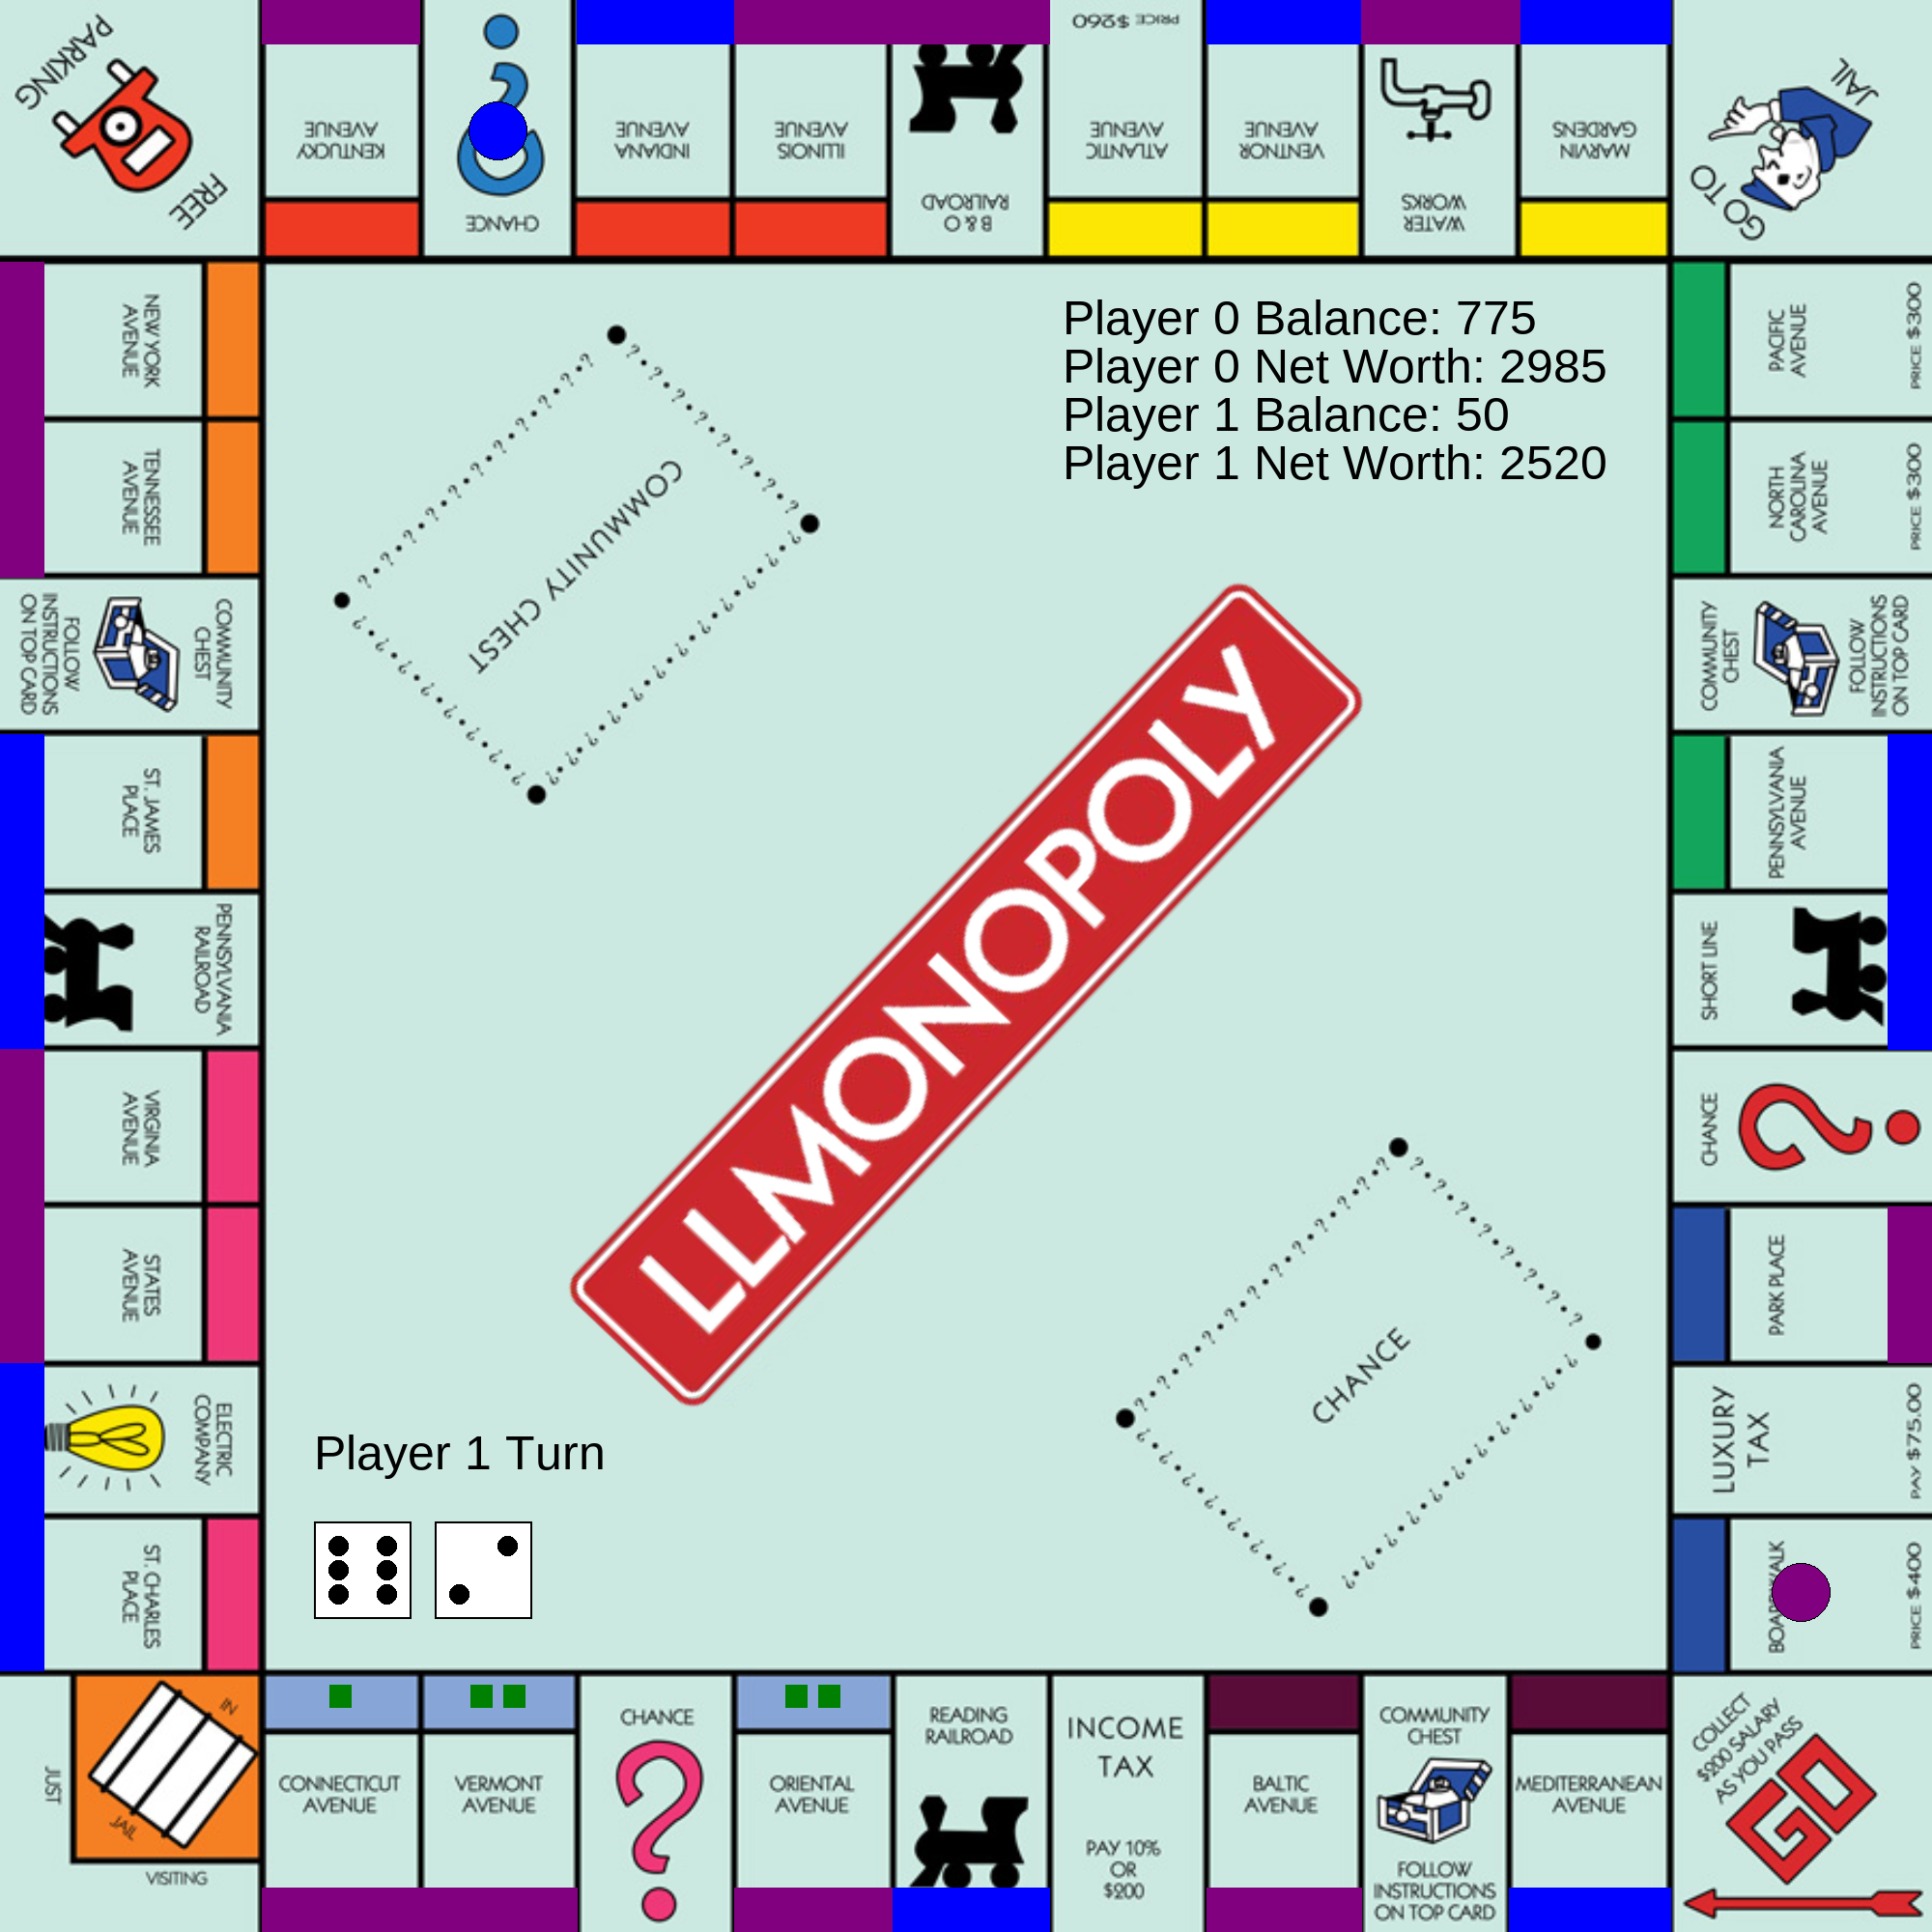 FREE
PARKING
KENTUCKY
AVENUE
CHANCE
INDIANA
AVENUE
ILLINOIS
AVENUE
B & O
RAILROAD
ATLANTIC
AVENUE
PRICE $260
VENTNOR
AVENUE
WATER
WORKS
MARVIN
GARDENS
GO TO
JAIL
NEW YORK
AVENUE
TENNESSEE
AVENUE
COMMUNITY
CHEST
FOLLOW
INSTRUCTIONS
ON TOP CARD
ST. JAMES
PLACE
PENNSYLVANIA
RAILROAD
VIRGINIA
AVENUE
STATES
AVENUE
ELECTRIC
COMPANY
ST. CHARLES
PLACE
Player 0 Balance: 775
Player 0 Net Worth: 2985
Player 1 Balance: 50
Player 1 Net Worth: 2520
COMMUNITY CHEST
LLMONOPOLY
CHANCE
Player 1 Turn
PACIFIC
AVENUE
PRICE $300
NORTH
CAROLINA
AVENUE
PRICE $300
COMMUNITY
CHEST
FOLLOW
INSTRUCTIONS
ON TOP CARD
PENNSYLVANIA
AVENUE
SHORT LINE
CHANCE
PARK PLACE
LUXURY
TAX
PAY $75.00
BOARDWALK
PRICE $400
IN
JAIL
JUST
VISITING
CONNECTICUT
AVENUE
VERMONT
AVENUE
CHANCE
ORIENTAL
AVENUE
READING
RAILROAD
INCOME
TAX
PAY 10%
OR
$200
BALTIC
AVENUE
COMMUNITY
CHEST
FOLLOW
INSTRUCTIONS
ON TOP CARD
MEDITERRANEAN
AVENUE
COLLECT
$200 SALARY
AS YOU PASS
GO